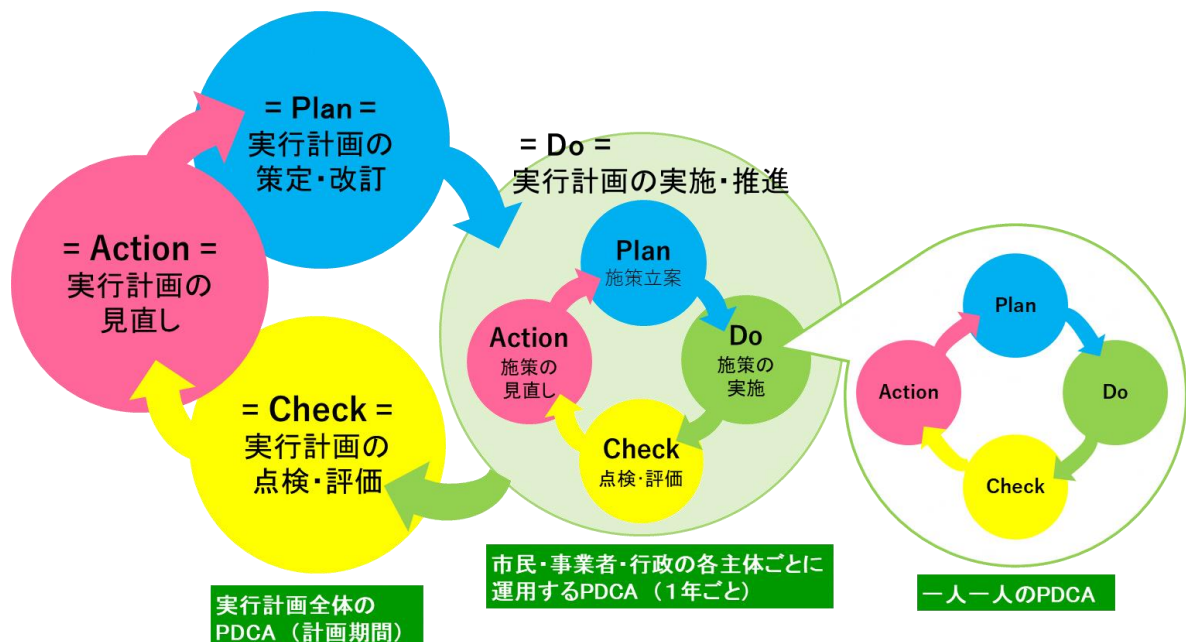 = Plan =
実行計画の
策定・改訂
= Action =
実行計画の
見直し
= Check =
実行計画の
点検・評価
実行計画全体の
PDCA（計画期間）
= Do =
実行計画の実施・推進
Plan
施策立案
Action
施策の
見直し
Do
施策の
実施
Check
点検・評価
市民・事業者・行政の各主体ごとに
運用するPDCA（１年ごと）
Plan
Action
Do
Check
一人一人のPDCA